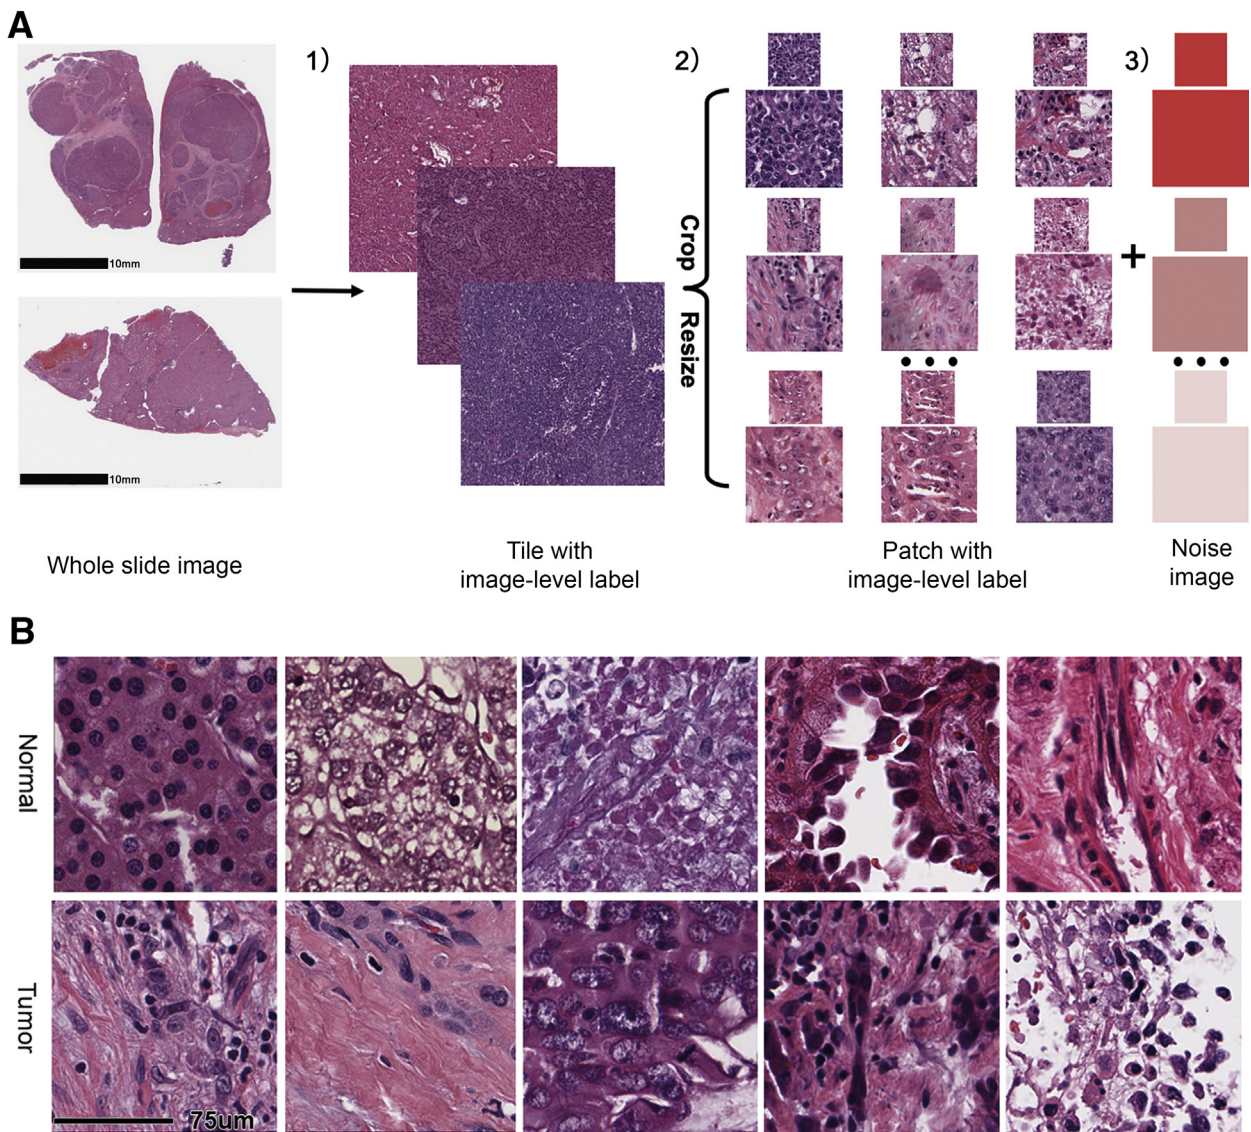 A
1)
2)
3)
10mm
10mm
Crop
Resize
+
Whole slide image
Tile with
image-level label
Patch with
image-level label
Noise
image
B
Normal
Tumor
75um